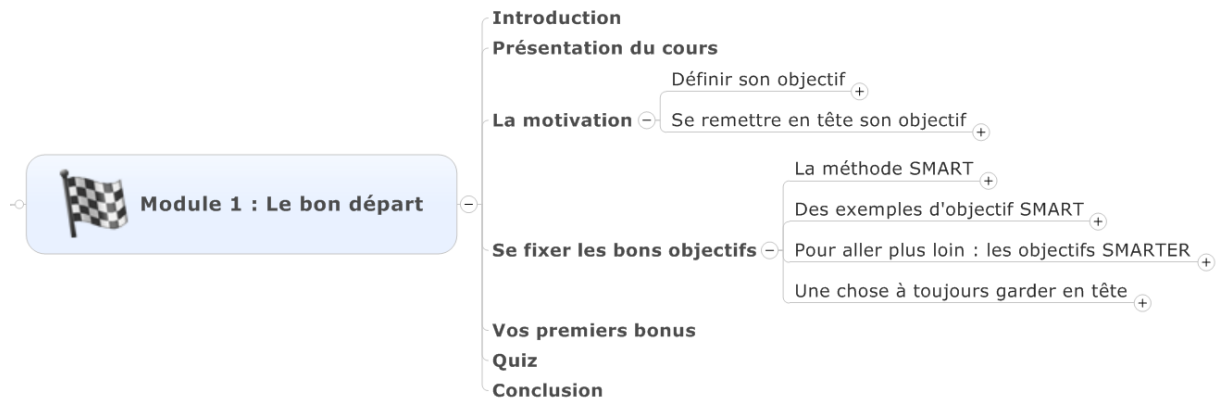 Module 1 : Le bon départ
Introduction
Présentation du cours
La motivation
Définir son objectif
Se remettre en tête son objectif
Se fixer les bons objectifs
La méthode SMART
Des exemples d'objectif SMART
Pour aller plus loin : les objectifs SMARTER
Une chose à toujours garder en tête
Vos premiers bonus
Quiz
Conclusion